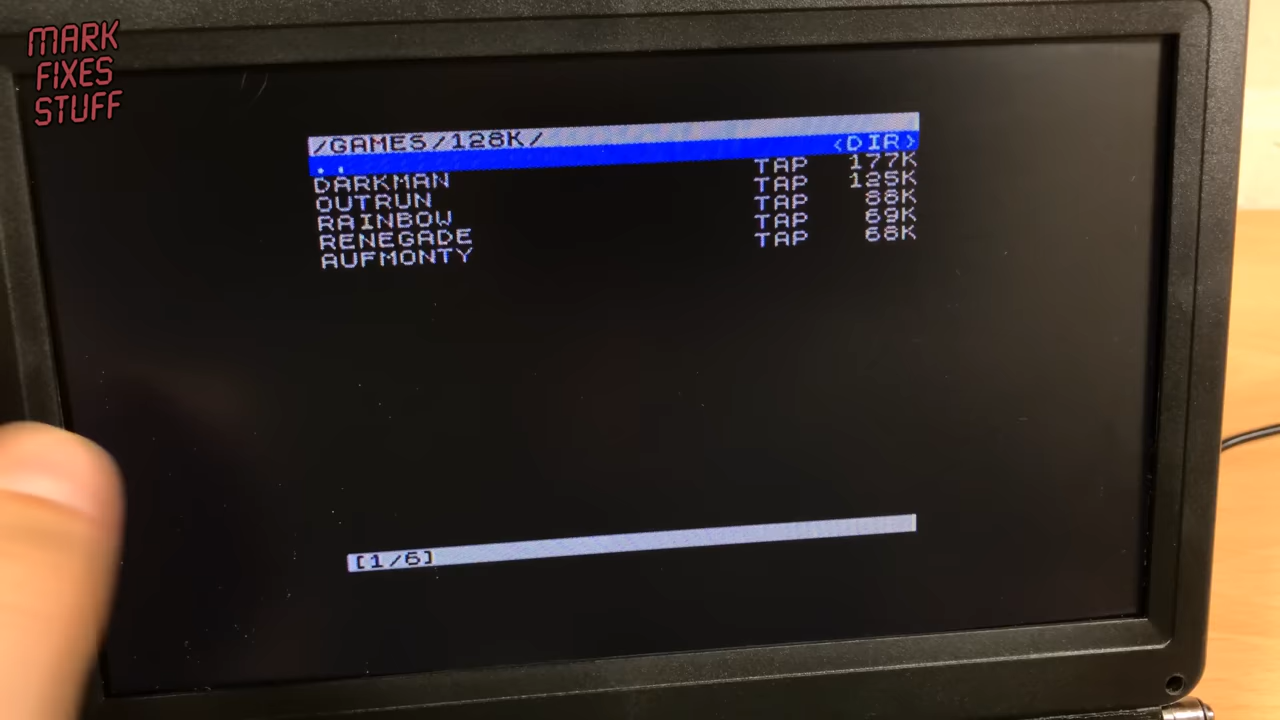 MARK
FIXES
STUFF
/GAMES/128K/
.. <DIR>
DARKMAN TAP 177K
OUTRUN TAP 125K
RAINBOW TAP 88K
RENEGADE TAP 69K
AUFMONTY TAP 68K
[1/6]